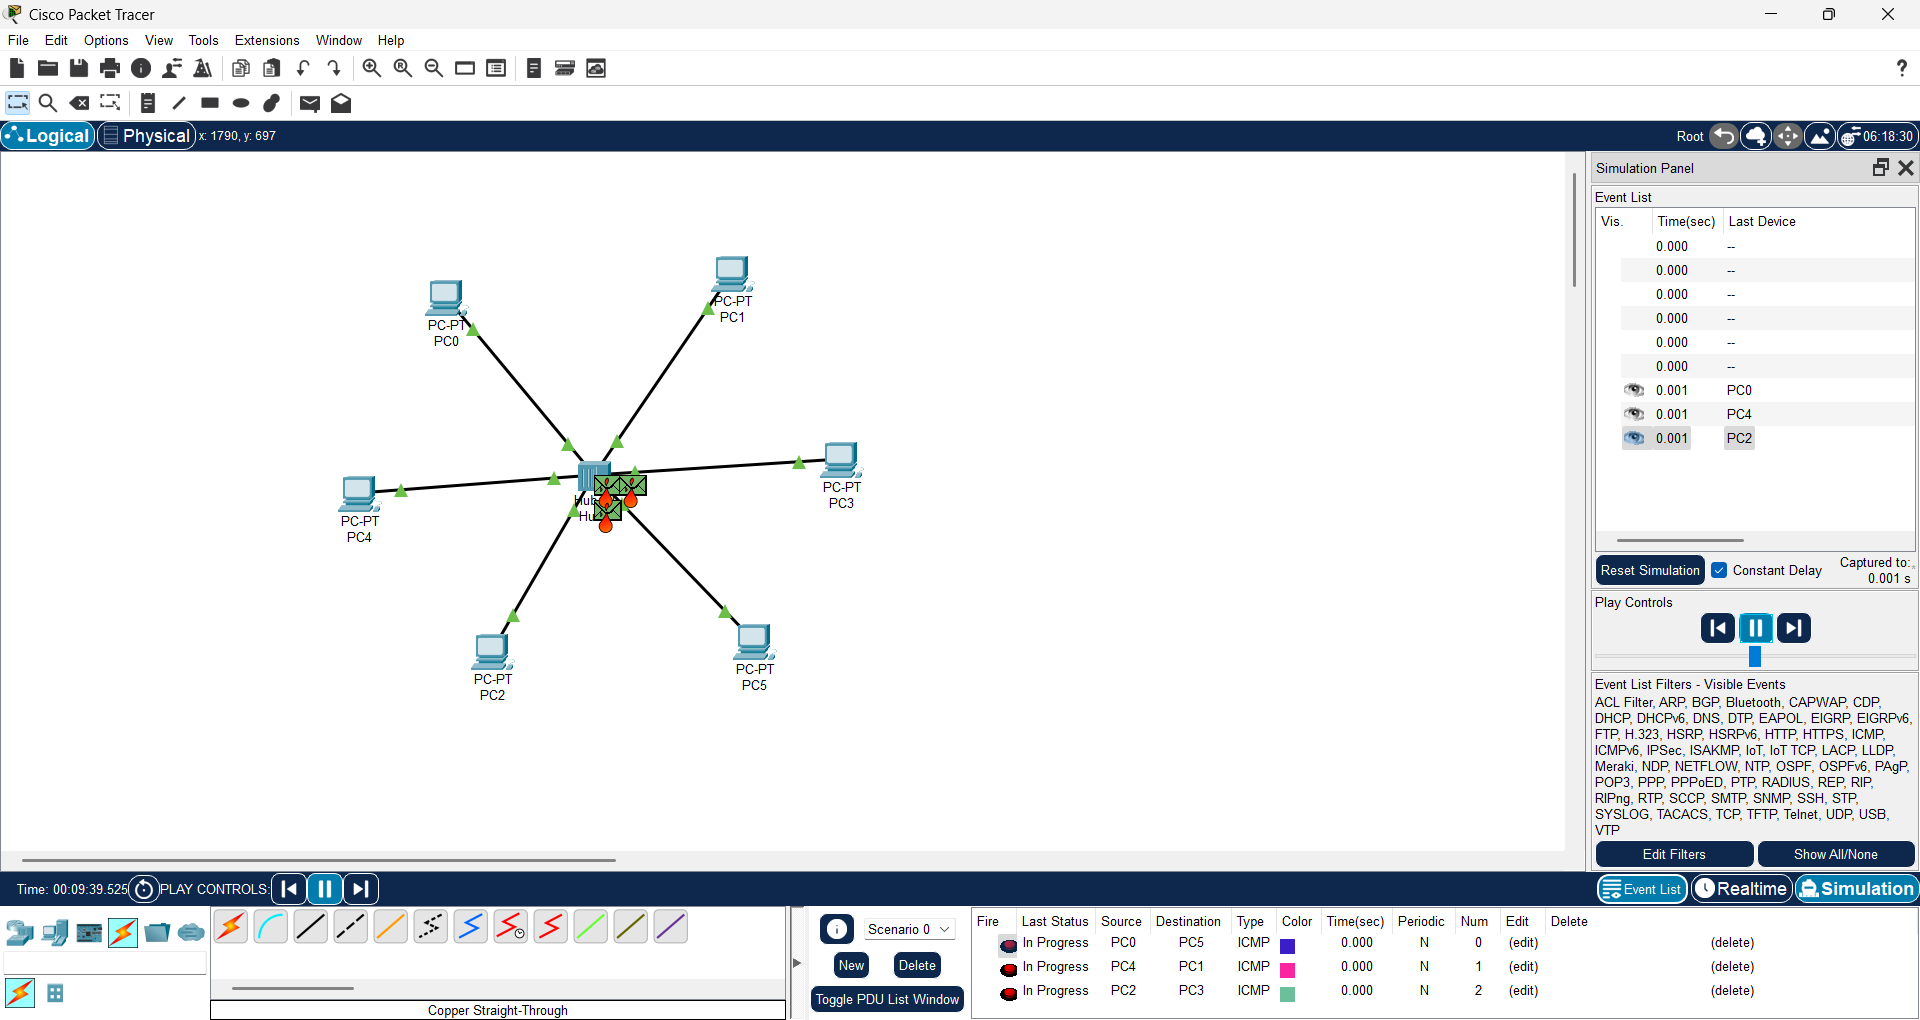 Cisco Packet Tracer
File Edit Options View Tools Extensions Window Help
?
Logical Physical x: 1790, y: 697 Root 06:18:30
PC-PT
PC0
PC-PT
PC1
PC-PT
PC3
PC-PT
PC4
PC-PT
PC2
PC-PT
PC5
Simulation Panel
Event List
Vis. Time(sec) Last Device
0.000 --
0.000 --
0.000 --
0.000 --
0.000 --
0.000 --
0.001 PC0
0.001 PC4
0.001 PC2
Reset Simulation Constant Delay Captured to:
0.001 s
Play Controls
Event List Filters - Visible Events
ACL Filter, ARP, BGP, Bluetooth, CAPWAP, CDP,
DHCP, DHCPv6, DNS, DTP, EAPOL, EIGRP, EIGRPv6,
FTP, H.323, HSRP, HSRPv6, HTTP, HTTPS, ICMP,
ICMPv6, IPSec, ISAKMP, IoT, IoT TCP, LACP, LLDP,
Meraki, NDP, NETFLOW, NTP, OSPF, OSPFv6, PAgP,
POP3, PPP, PPPoED, PTP, RADIUS, REP, RIP,
RIPng, RTP, SCCP, SMTP, SNMP, SSH, STP,
SYSLOG, TACACS, TCP, TFTP, Telnet, UDP, USB,
VTP
Edit Filters Show All/None
Time: 00:09:39.525 PLAY CONTROLS: Event List Realtime Simulation
Copper Straight-Through
Scenario 0
New Delete
Toggle PDU List Window
Fire Last Status Source Destination Type Color Time(sec) Periodic Num Edit Delete
In Progress PC0 PC5 ICMP 0.000 N 0 (edit) (delete)
In Progress PC4 PC1 ICMP 0.000 N 1 (edit) (delete)
In Progress PC2 PC3 ICMP 0.000 N 2 (edit) (delete)